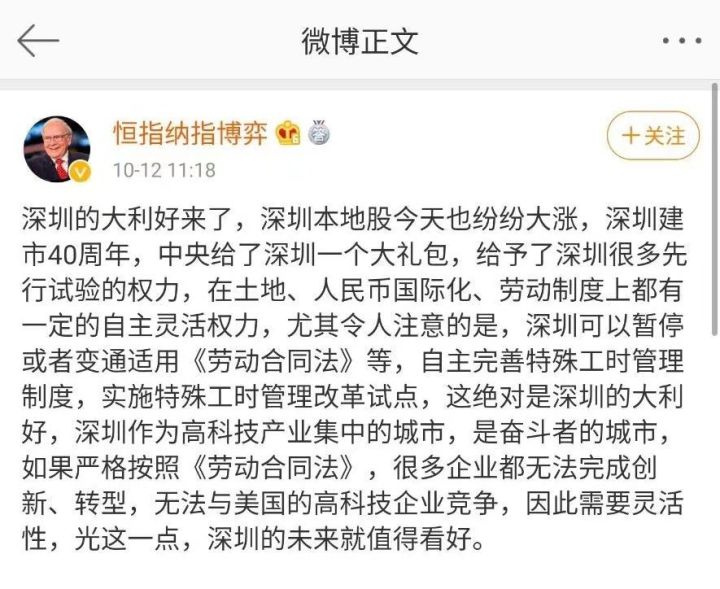 微博正文
恒指纳指博弈
10-12 11:18
+关注
深圳的大利好来了，深圳本地股今天也纷纷大涨，深圳建
市40周年，中央给了深圳一个大礼包，给予了深圳很多先
行试验的权力，在土地、人民币国际化、劳动制度上都有
一定的自主灵活权力，尤其令人注意的是，深圳可以暂停
或者变通适用《劳动合同法》等，自主完善特殊工时管理
制度，实施特殊工时管理改革试点，这绝对是深圳的大利
好，深圳作为高科技产业集中的城市，是奋斗者的城市，
如果严格按照《劳动合同法》，很多企业都无法完成创
新、转型，无法与美国的高科技企业竞争，因此需要灵活
性，光这一点，深圳的未来就值得看好。